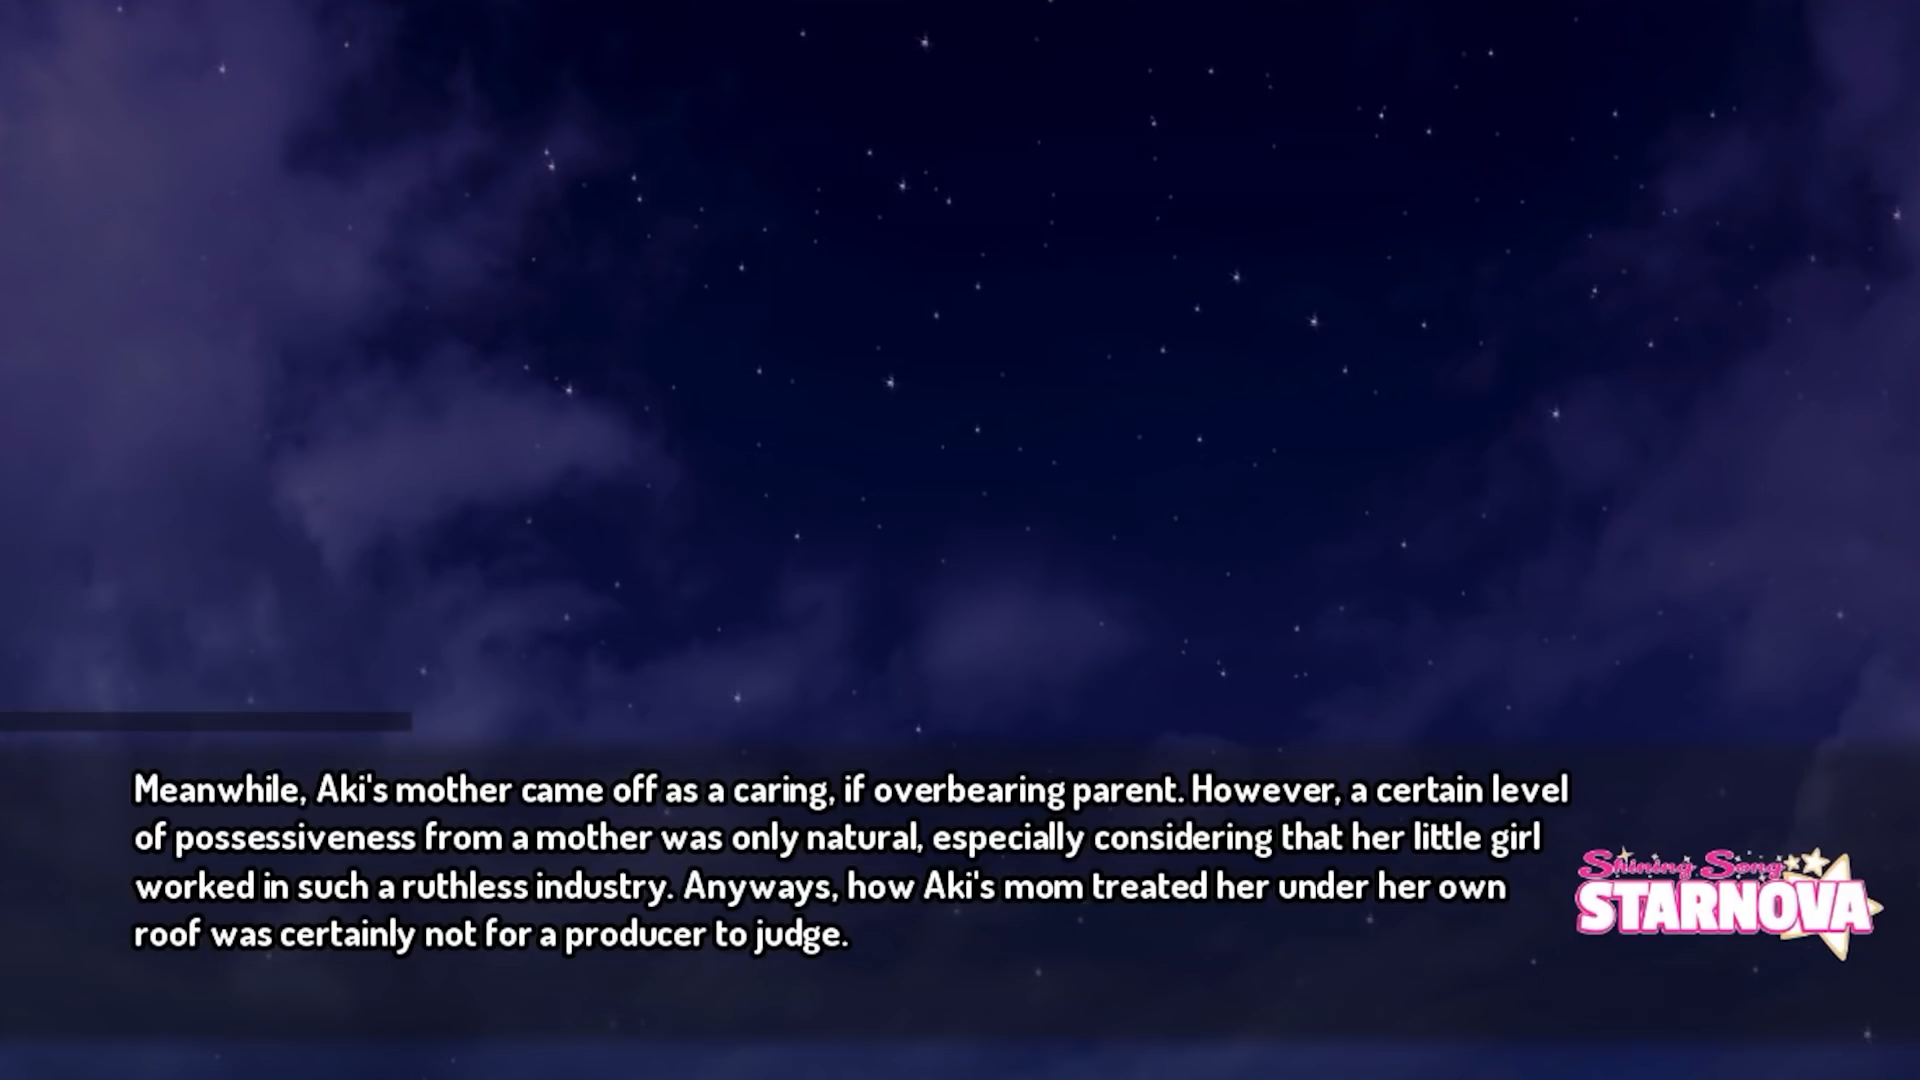 Meanwhile, Aki's mother came off as a caring, if overbearing parent. However, a certain level
of possessiveness from a mother was only natural, especially considering that her little girl
worked in such a ruthless industry. Anyways, how Aki's mom treated her under her own
roof was certainly not for a producer to judge.
Shining Song
STARNOVA